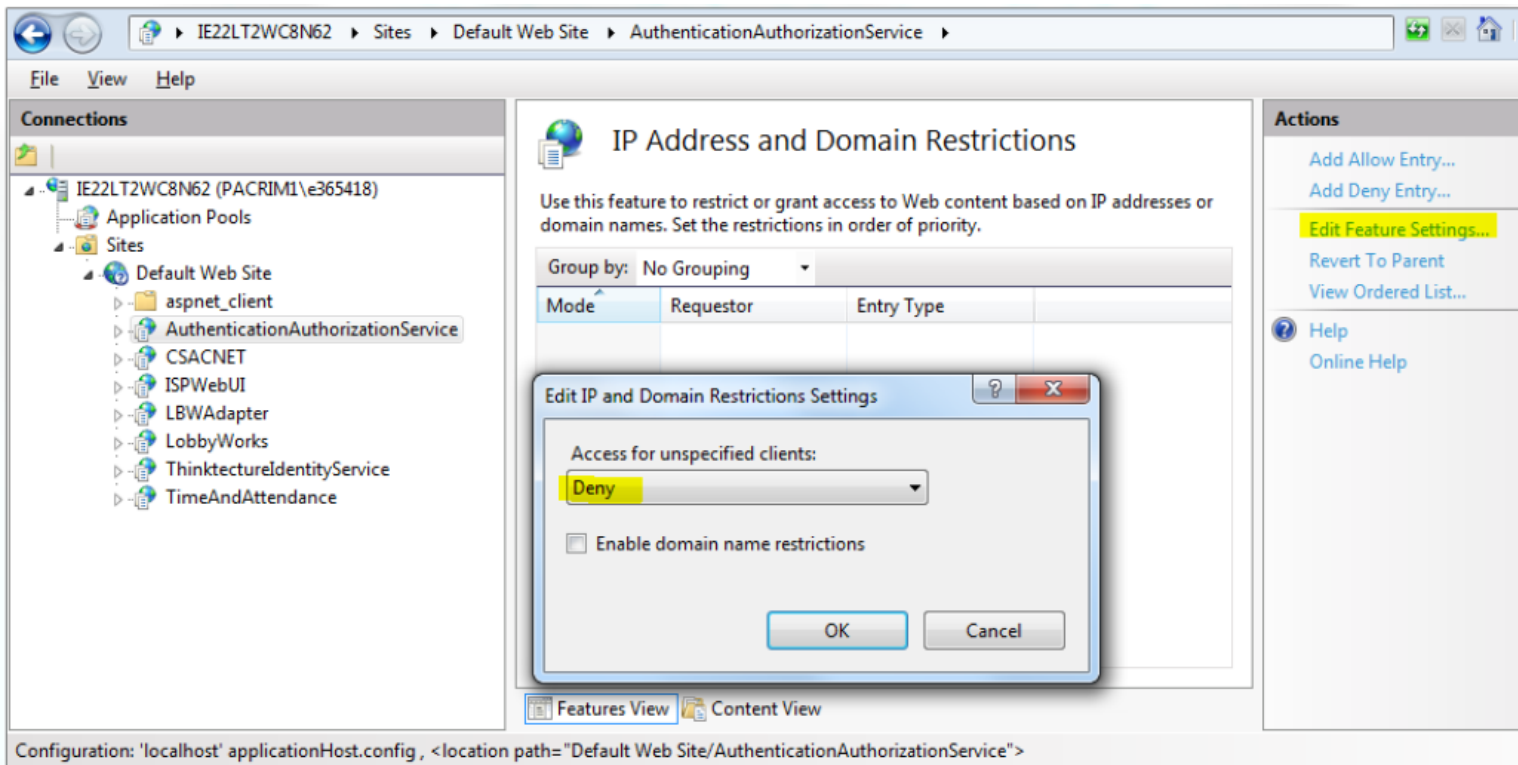 IE22LT2WC8N62 Sites Default Web Site AuthenticationAuthorizationService
File View Help
Connections
IE22LT2WC8N62 (PACRIM1\e365418)
Application Pools
Sites
Default Web Site
aspnet_client
AuthenticationAuthorizationService
CSACNET
ISPWebUI
LBWAdapter
LobbyWorks
ThinktectureIdentityService
TimeAndAttendance
IP Address and Domain Restrictions
Use this feature to restrict or grant access to Web content based on IP addresses or
domain names. Set the restrictions in order of priority.
Group by: No Grouping
Mode Requestor Entry Type
Edit IP and Domain Restrictions Settings
Access for unspecified clients:
Deny
Enable domain name restrictions
OK Cancel
Features View Content View
Actions
Add Allow Entry...
Add Deny Entry...
Edit Feature Settings...
Revert To Parent
View Ordered List...
Help
Online Help
Configuration: 'localhost' applicationHost.config , <location path="Default Web Site/AuthenticationAuthorizationService">